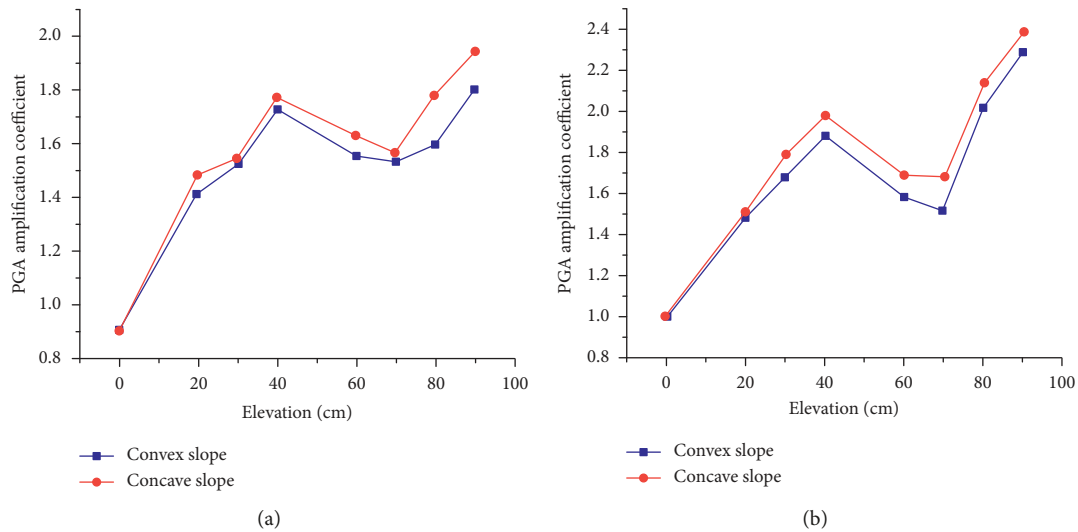 2.0
1.8
1.6
1.4
1.2
1.0
0.8
PGA amplification coefficient
0 20 40 60 80 100
Elevation (cm)
Convex slope
Concave slope
(a)
2.4
2.2
2.0
1.8
1.6
1.4
1.2
1.0
0.8
PGA amplification coefficient
0 20 40 60 80 100
Elevation (cm)
Convex slope
Concave slope
(b)